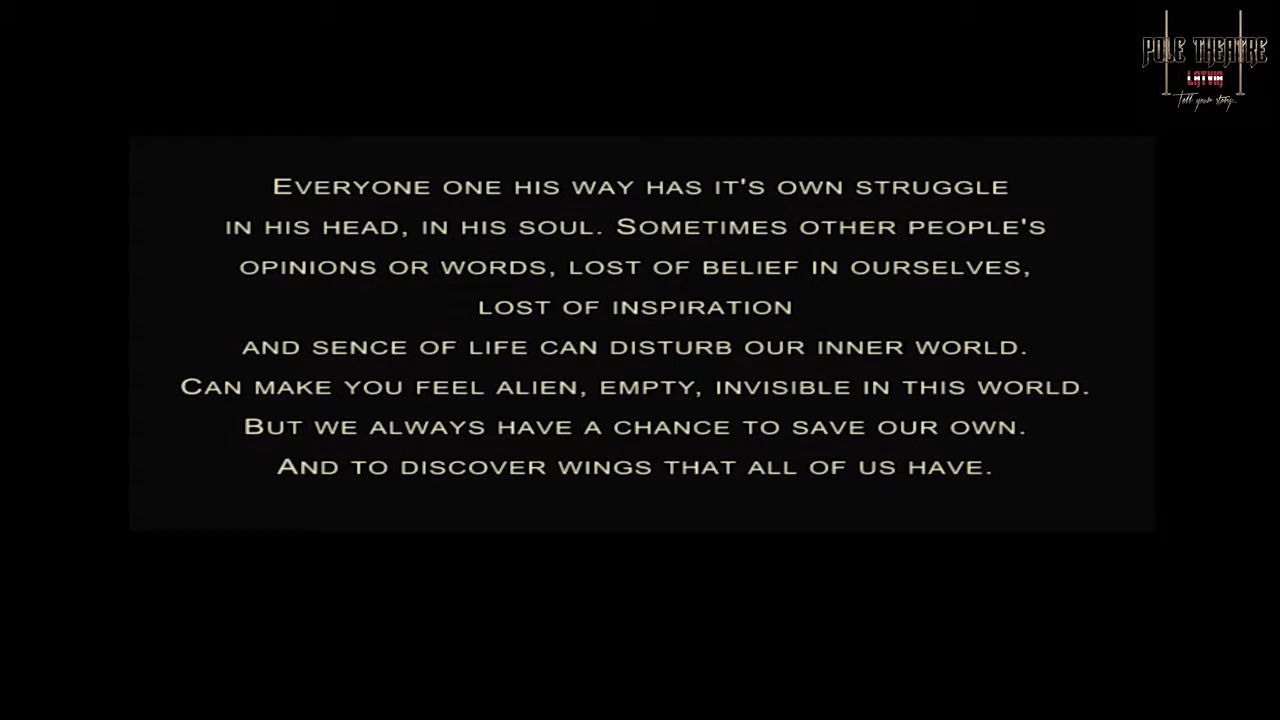 POLE THEATRE
LATVIA
Tell your story...
EVERYONE ONE HIS WAY HAS IT'S OWN STRUGGLE
IN HIS HEAD, IN HIS SOUL. SOMETIMES OTHER PEOPLE'S
OPINIONS OR WORDS, LOST OF BELIEF IN OURSELVES,
LOST OF INSPIRATION
AND SENCE OF LIFE CAN DISTURB OUR INNER WORLD.
CAN MAKE YOU FEEL ALIEN, EMPTY, INVISIBLE IN THIS WORLD.
BUT WE ALWAYS HAVE A CHANCE TO SAVE OUR OWN.
AND TO DISCOVER WINGS THAT ALL OF US HAVE.